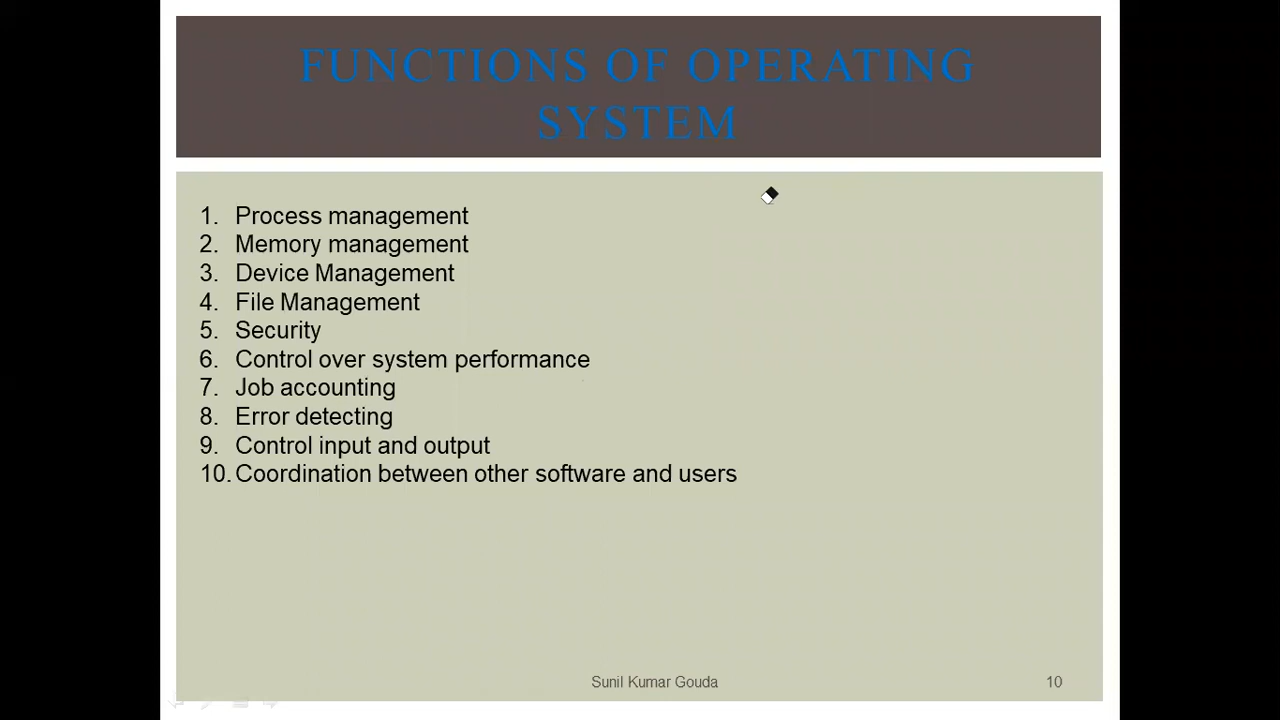 FUNCTIONS OF OPERATING
SYSTEM
1. Process management
2. Memory management
3. Device Management
4. File Management
5. Security
6. Control over system performance
7. Job accounting
8. Error detecting
9. Control input and output
10. Coordination between other software and users
Sunil Kumar Gouda
10